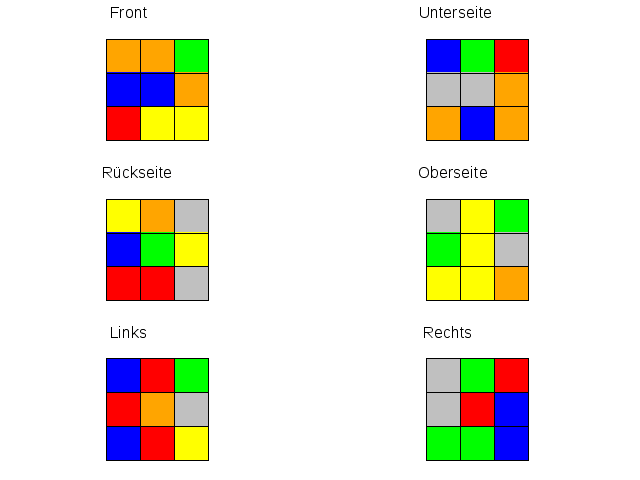 Front
Unterseite
Rückseite
Oberseite
Links
Rechts